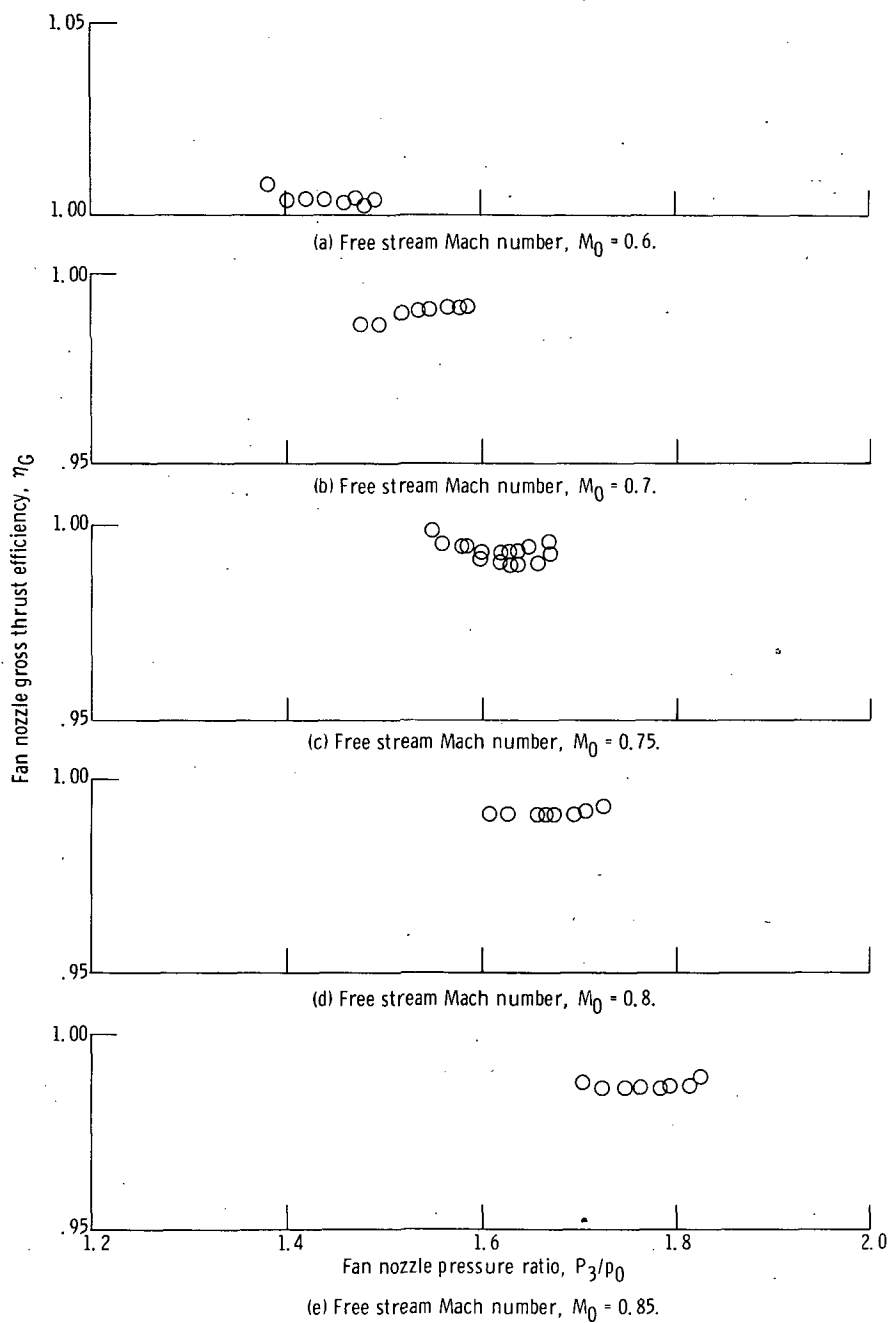 1.05
1.00
(a) Free stream Mach number, M0 = 0.6.
1.00
.95
(b) Free stream Mach number, M0 = 0.7.
1.00
.95
(c) Free stream Mach number, M0 = 0.75.
Fan nozzle gross thrust efficiency, ηG
1.00
.95
(d) Free stream Mach number, M0 = 0.8.
1.00
.95
1.2 1.4 1.6 1.8 2.0
Fan nozzle pressure ratio, P3/p0
(e) Free stream Mach number, M0 = 0.85.